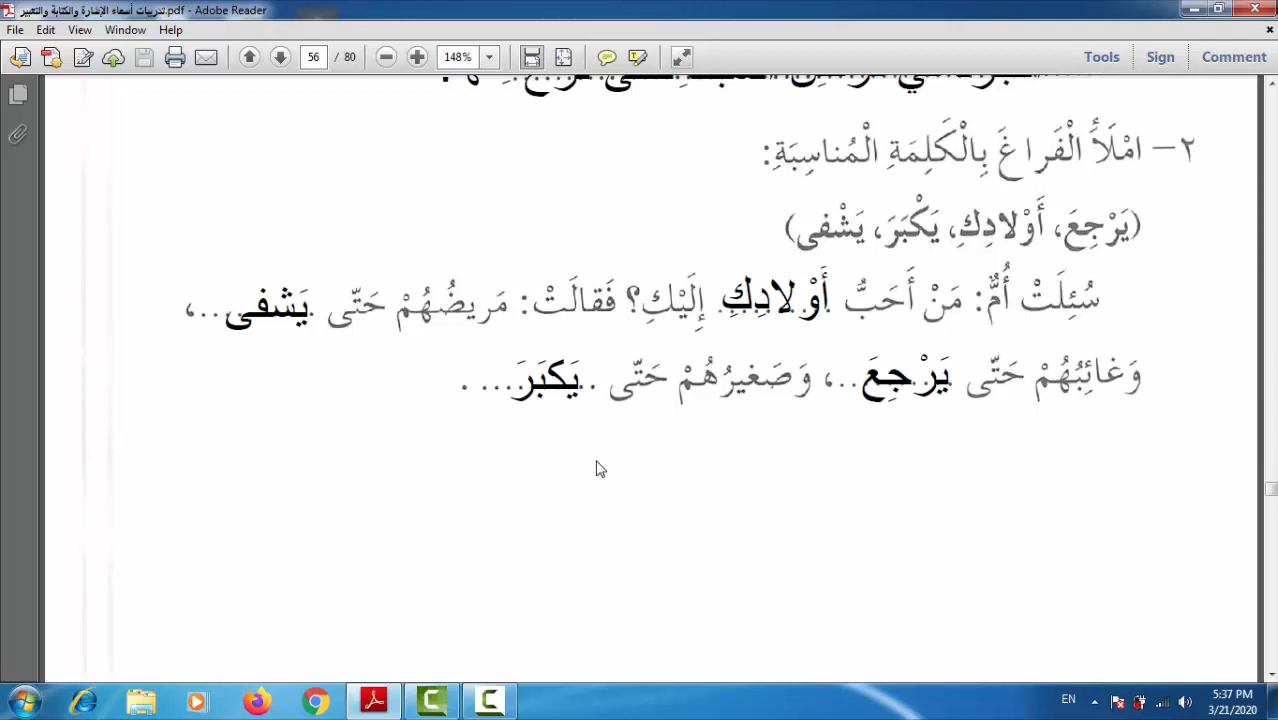 تدريبات أسماء الإشارة والكتابة والتعبير.pdf - Adobe Reader
File Edit View Window Help
56 / 80 148% Tools Sign Comment
٢– امْلَأِ الْفَراغَ بِالْكَلِمَةِ الْمُناسِبَةِ:
(يَرْجِعَ، أَوْلادِكِ، يَكْبَرَ، يَشْفى)
سُئِلَتْ أُمٌّ: مَنْ أَحَبُّ أَوْلادِكِ إِلَيْكِ؟ فَقالَتْ: مَريضُهُمْ حَتّى يَشفى...،
وَغائِبُهُمْ حَتّى يَرْجِعَ..، وَصَغيرُهُمْ حَتّى ..يَكبَرَ.... .
EN
5:37 PM
3/21/2020